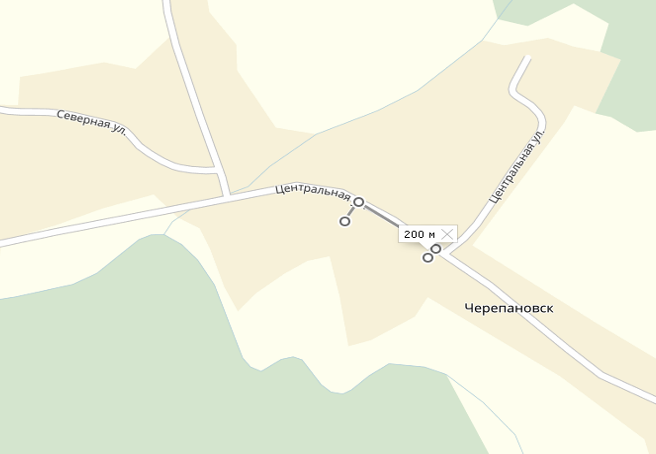 Северная ул.
Центральная
Центральная ул.
200 м
Черепановск